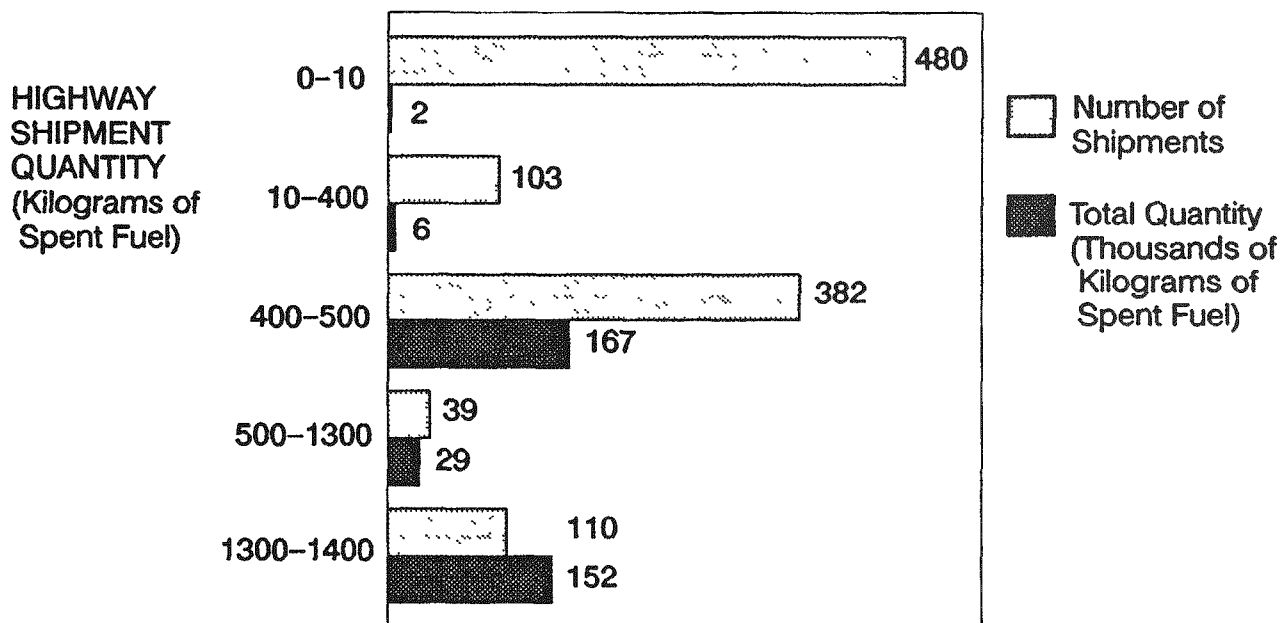 HIGHWAY
SHIPMENT
QUANTITY
(Kilograms of
Spent Fuel)
0–10
480
2
10–400
103
6
400–500
382
167
500–1300
39
29
1300–1400
110
152
Number of
Shipments
Total Quantity
(Thousands of
Kilograms of
Spent Fuel)